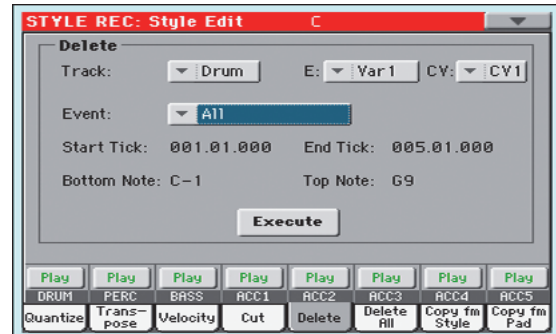 STYLE REC: Style Edit C
Delete
Track: Drum E: Var1 CV: CV1
Event: All
Start Tick: 001.01.000 End Tick: 005.01.000
Bottom Note: C-1 Top Note: G9
Execute
Play Play Play Play Play Play Play Play
DRUM PERC BASS ACC1 ACC2 ACC3 ACC4 ACC5
Quantize Trans-pose Velocity Cut Delete Delete All Copy fm Style Copy fm Pad